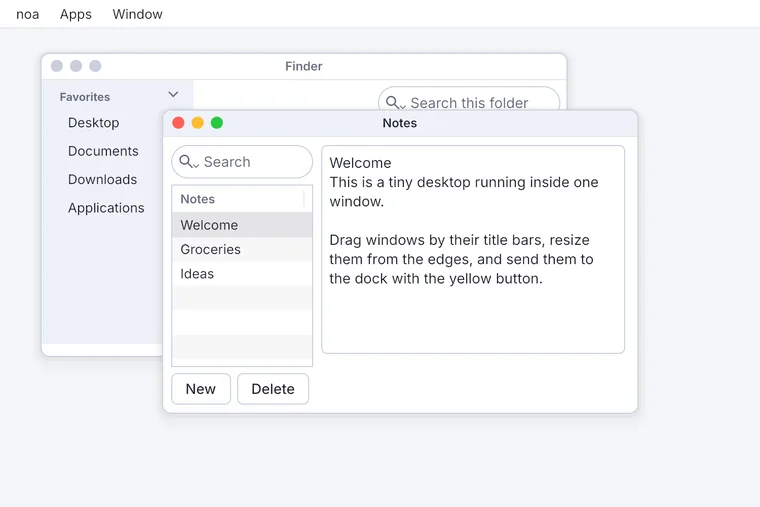 noa Apps Window
Finder
Favorites
Search this folder
Desktop
Documents
Downloads
Applications
Notes
Search
Notes
Welcome
Groceries
Ideas
New Delete
Welcome
This is a tiny desktop running inside one
window.
Drag windows by their title bars, resize
them from the edges, and send them to
the dock with the yellow button.